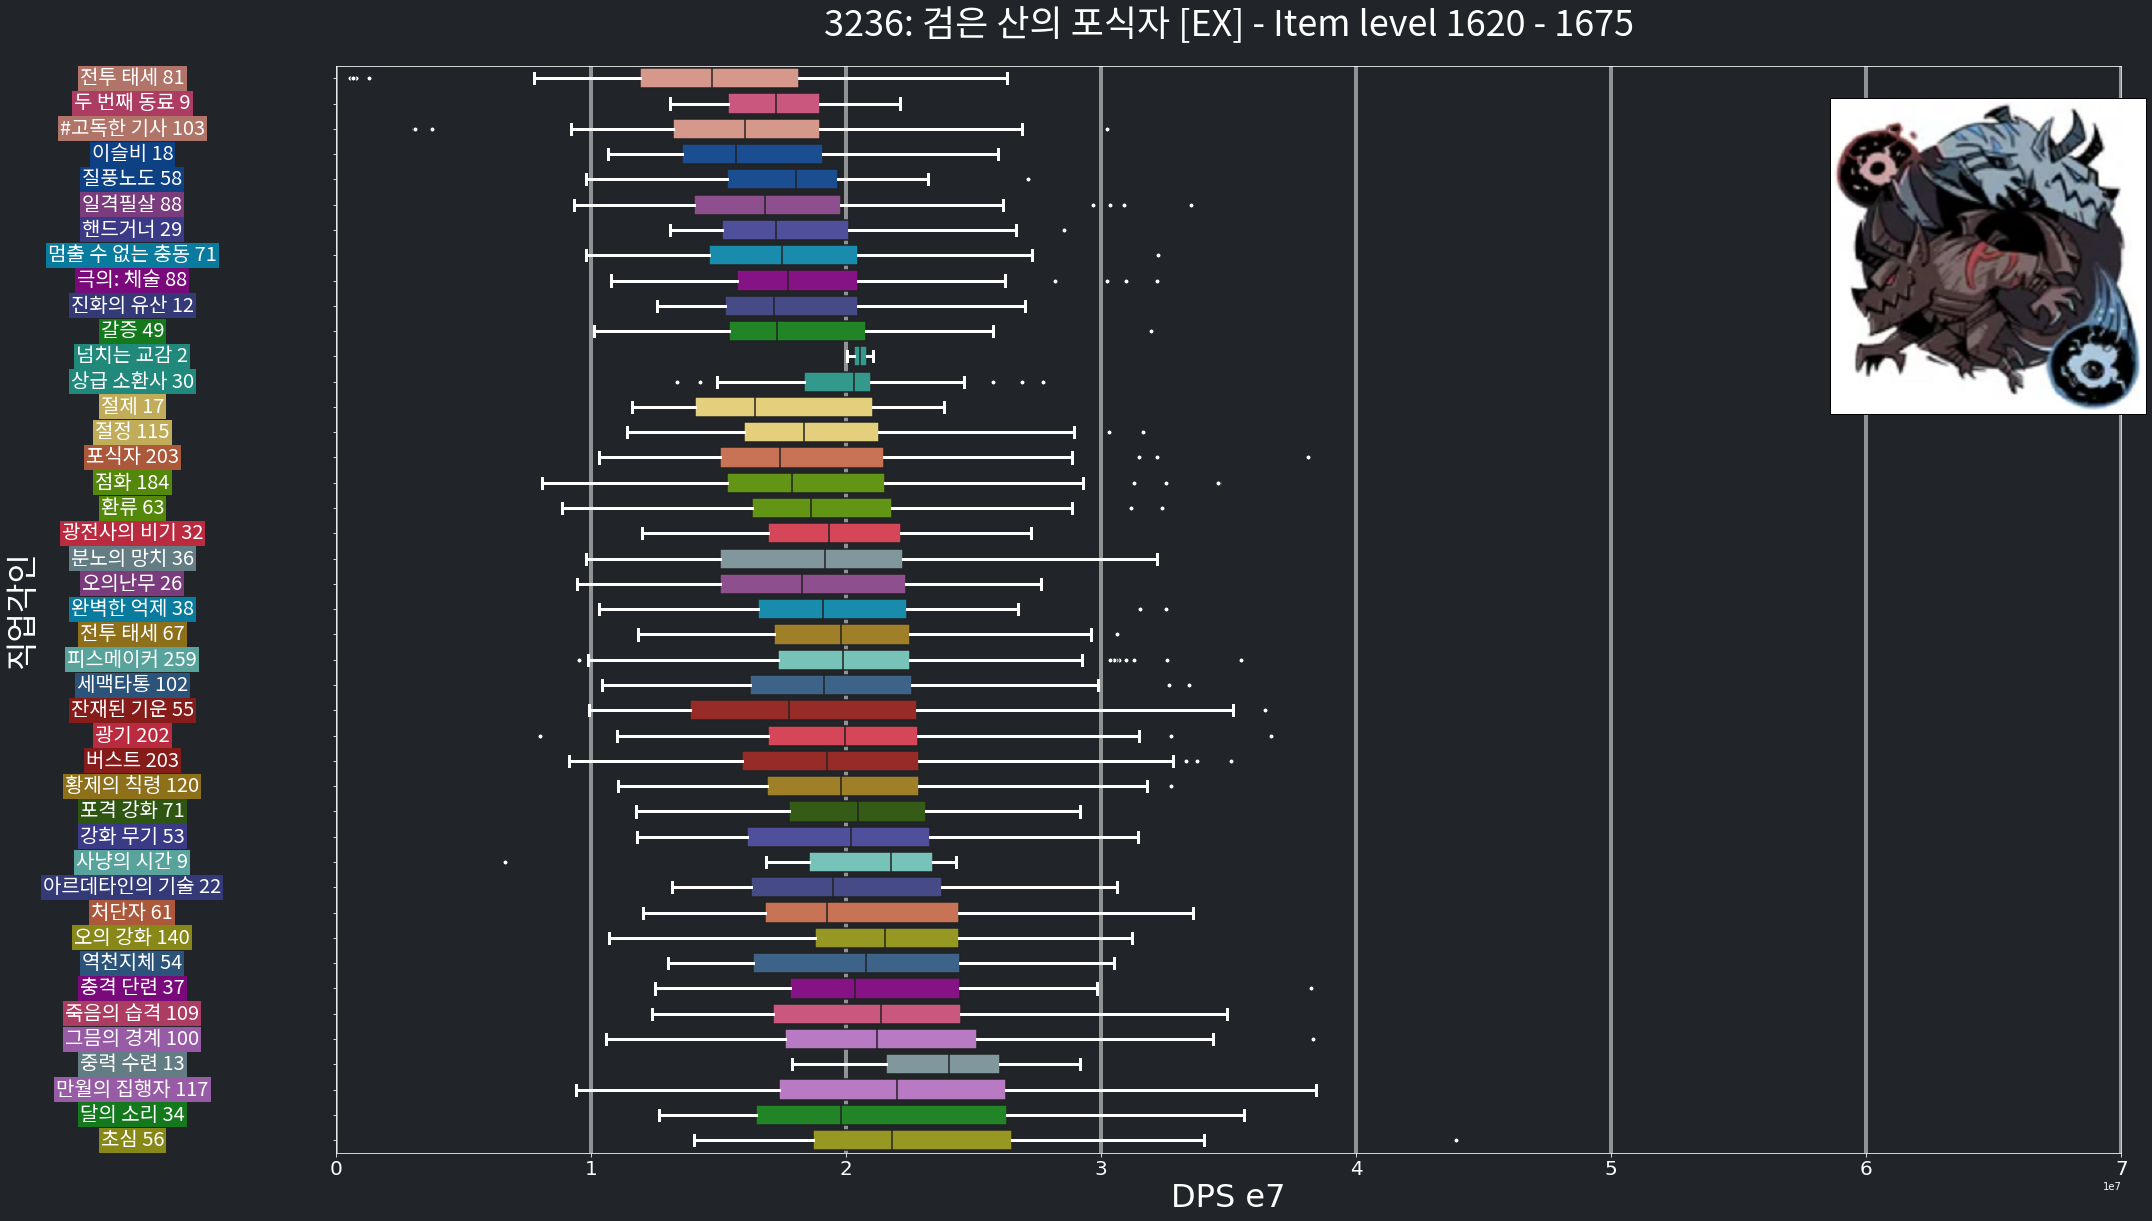 3236: 검은 산의 포식자 [EX] - Item level 1620 - 1675
전투 태세 81
두 번째 동료 9
#고독한 기사 103
이슬비 18
질풍노도 58
일격필살 88
핸드거너 29
멈출 수 없는 충동 71
극의: 체술 88
진화의 유산 12
갈증 49
넘치는 교감 2
상급 소환사 30
절제 17
절정 115
포식자 203
점화 184
환류 63
광전사의 비기 32
분노의 망치 36
오의난무 26
완벽한 억제 38
전투 태세 67
피스메이커 259
세맥타통 102
잔재된 기운 55
광기 202
버스트 203
황제의 칙령 120
포격 강화 71
강화 무기 53
사냥의 시간 9
아르데타인의 기술 22
처단자 61
오의 강화 140
역천지체 54
충격 단련 37
죽음의 습격 109
그믐의 경계 100
중력 수련 13
만월의 집행자 117
달의 소리 34
초심 56
직업각인
0 1 2 3 4 5 6 7
1e7
DPS e7